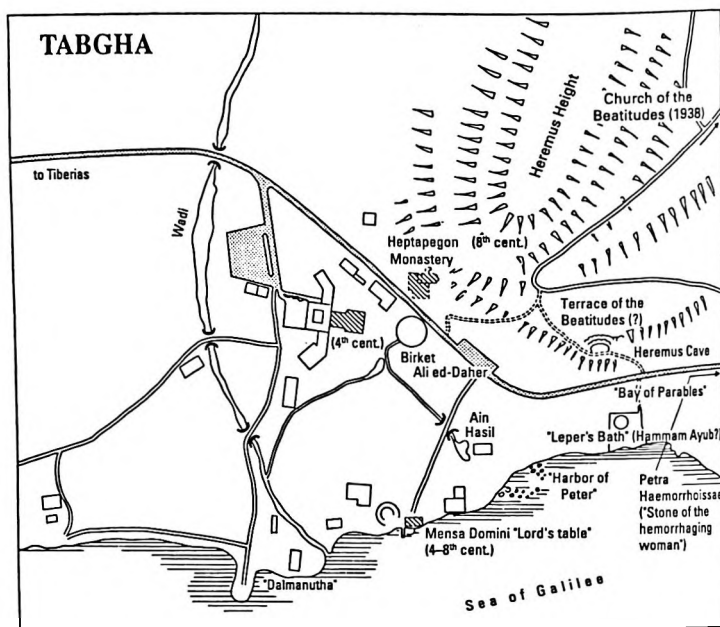 TABGHA
Church of the
Beatitudes (1938)
Heremus Height
to Tiberias
Wadi
Heptapegon
Monastery
(8th cent.)
Terrace of the
Beatitudes (?)
(4th cent.)
Birket
Ali ed-Daher
Heremus Cave
"Bay of Parables"
Ain
Hasil
"Leper's Bath" (Hammam Ayub?)
"Harbor of
Peter"
Petra
Haemorrhoissae
("Stone of the
hemorrhaging
woman")
Mensa Domini "Lord's table"
(4–8th cent.)
"Dalmanutha"
Sea of Galilee